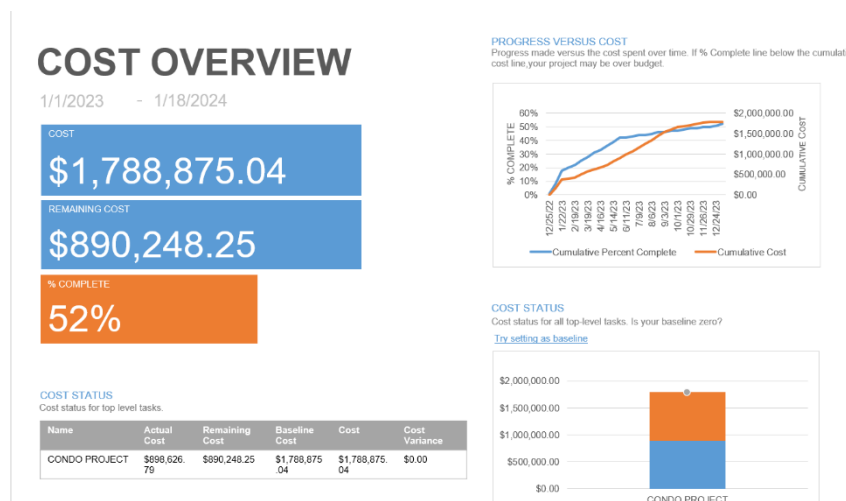 COST OVERVIEW
1/1/2023 - 1/18/2024
COST
$1,788,875.04
REMAINING COST
$890,248.25
% COMPLETE
52%
COST STATUS
Cost status for top level tasks.
Name Actual Cost Remaining Cost Baseline Cost Cost Cost Variance
CONDO PROJECT $898,626.79 $890,248.25 $1,788,875.04 $1,788,875.04 $0.00
PROGRESS VERSUS COST
Progress made versus the cost spent over time. If % Complete line below the cumulati
cost line,your project may be over budget.
60%
50%
40%
30%
20%
10%
0%
% COMPLETE
$2,000,000.00
$1,500,000.00
$1,000,000.00
$500,000.00
$0.00
CUMULATIVE COST
12/25/22
1/22/23
2/19/23
3/19/23
4/16/23
5/14/23
6/11/23
7/9/23
8/6/23
9/3/23
10/1/23
10/29/23
11/26/23
12/24/23
Cumulative Percent Complete
Cumulative Cost
COST STATUS
Cost status for all top-level tasks. Is your baseline zero?
Try setting as baseline
$2,000,000.00
$1,500,000.00
$1,000,000.00
$500,000.00
$0.00
CONDO PROJECT